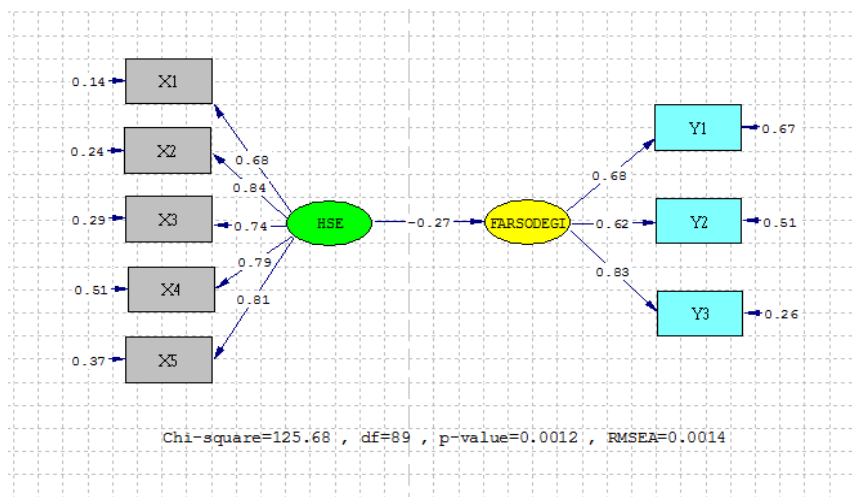 0.14 X1
0.24 X2
0.29 X3
0.51 X4
0.37 X5
0.68
0.84
0.74
0.79
0.81
HSE
-0.27
FARSODEGI
0.68
0.62
0.83
Y1 0.67
Y2 0.51
Y3 0.26
Chi-square=125.68 , df=89 , p-value=0.0012 , RMSEA=0.0014